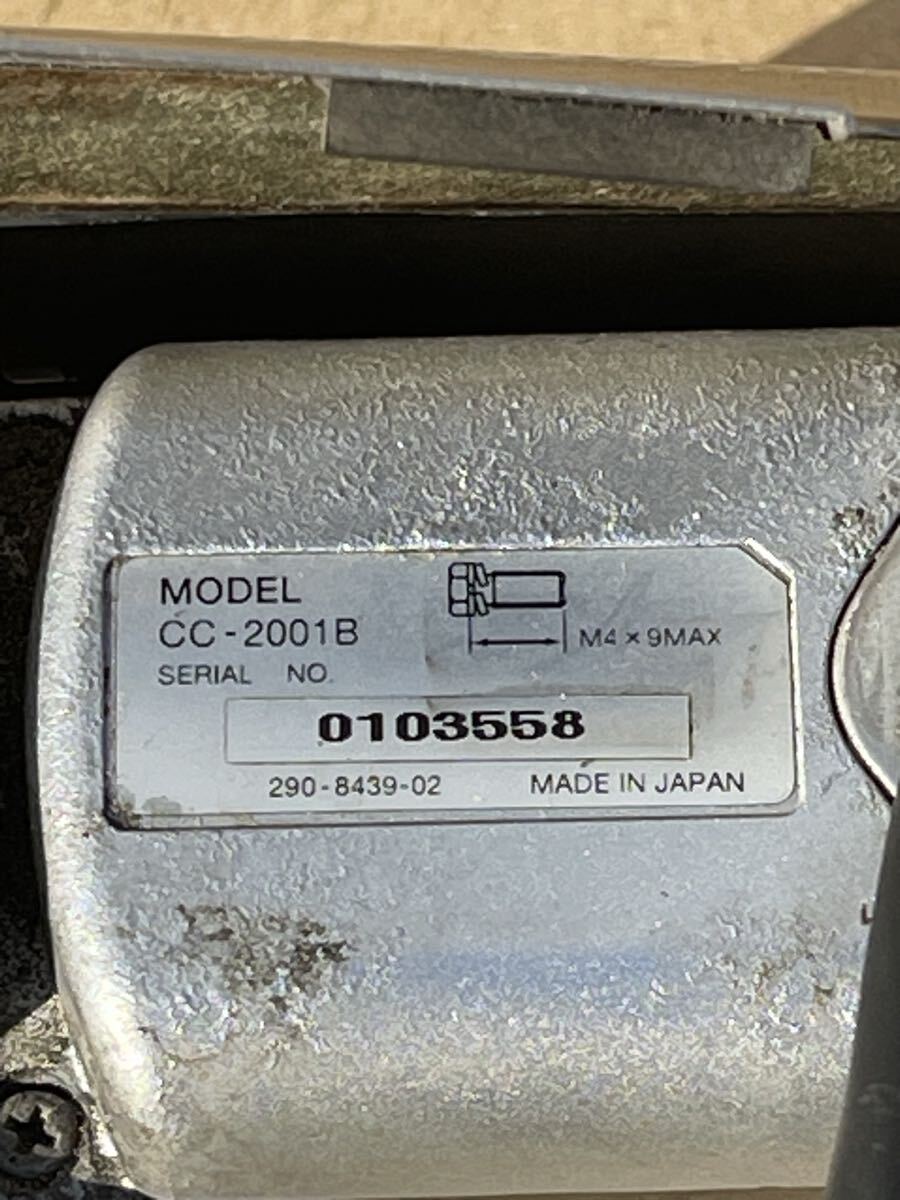 MODEL
CC-2001B
M4×9MAX
SERIAL NO.
0103558
290-8439-02 MADE IN JAPAN